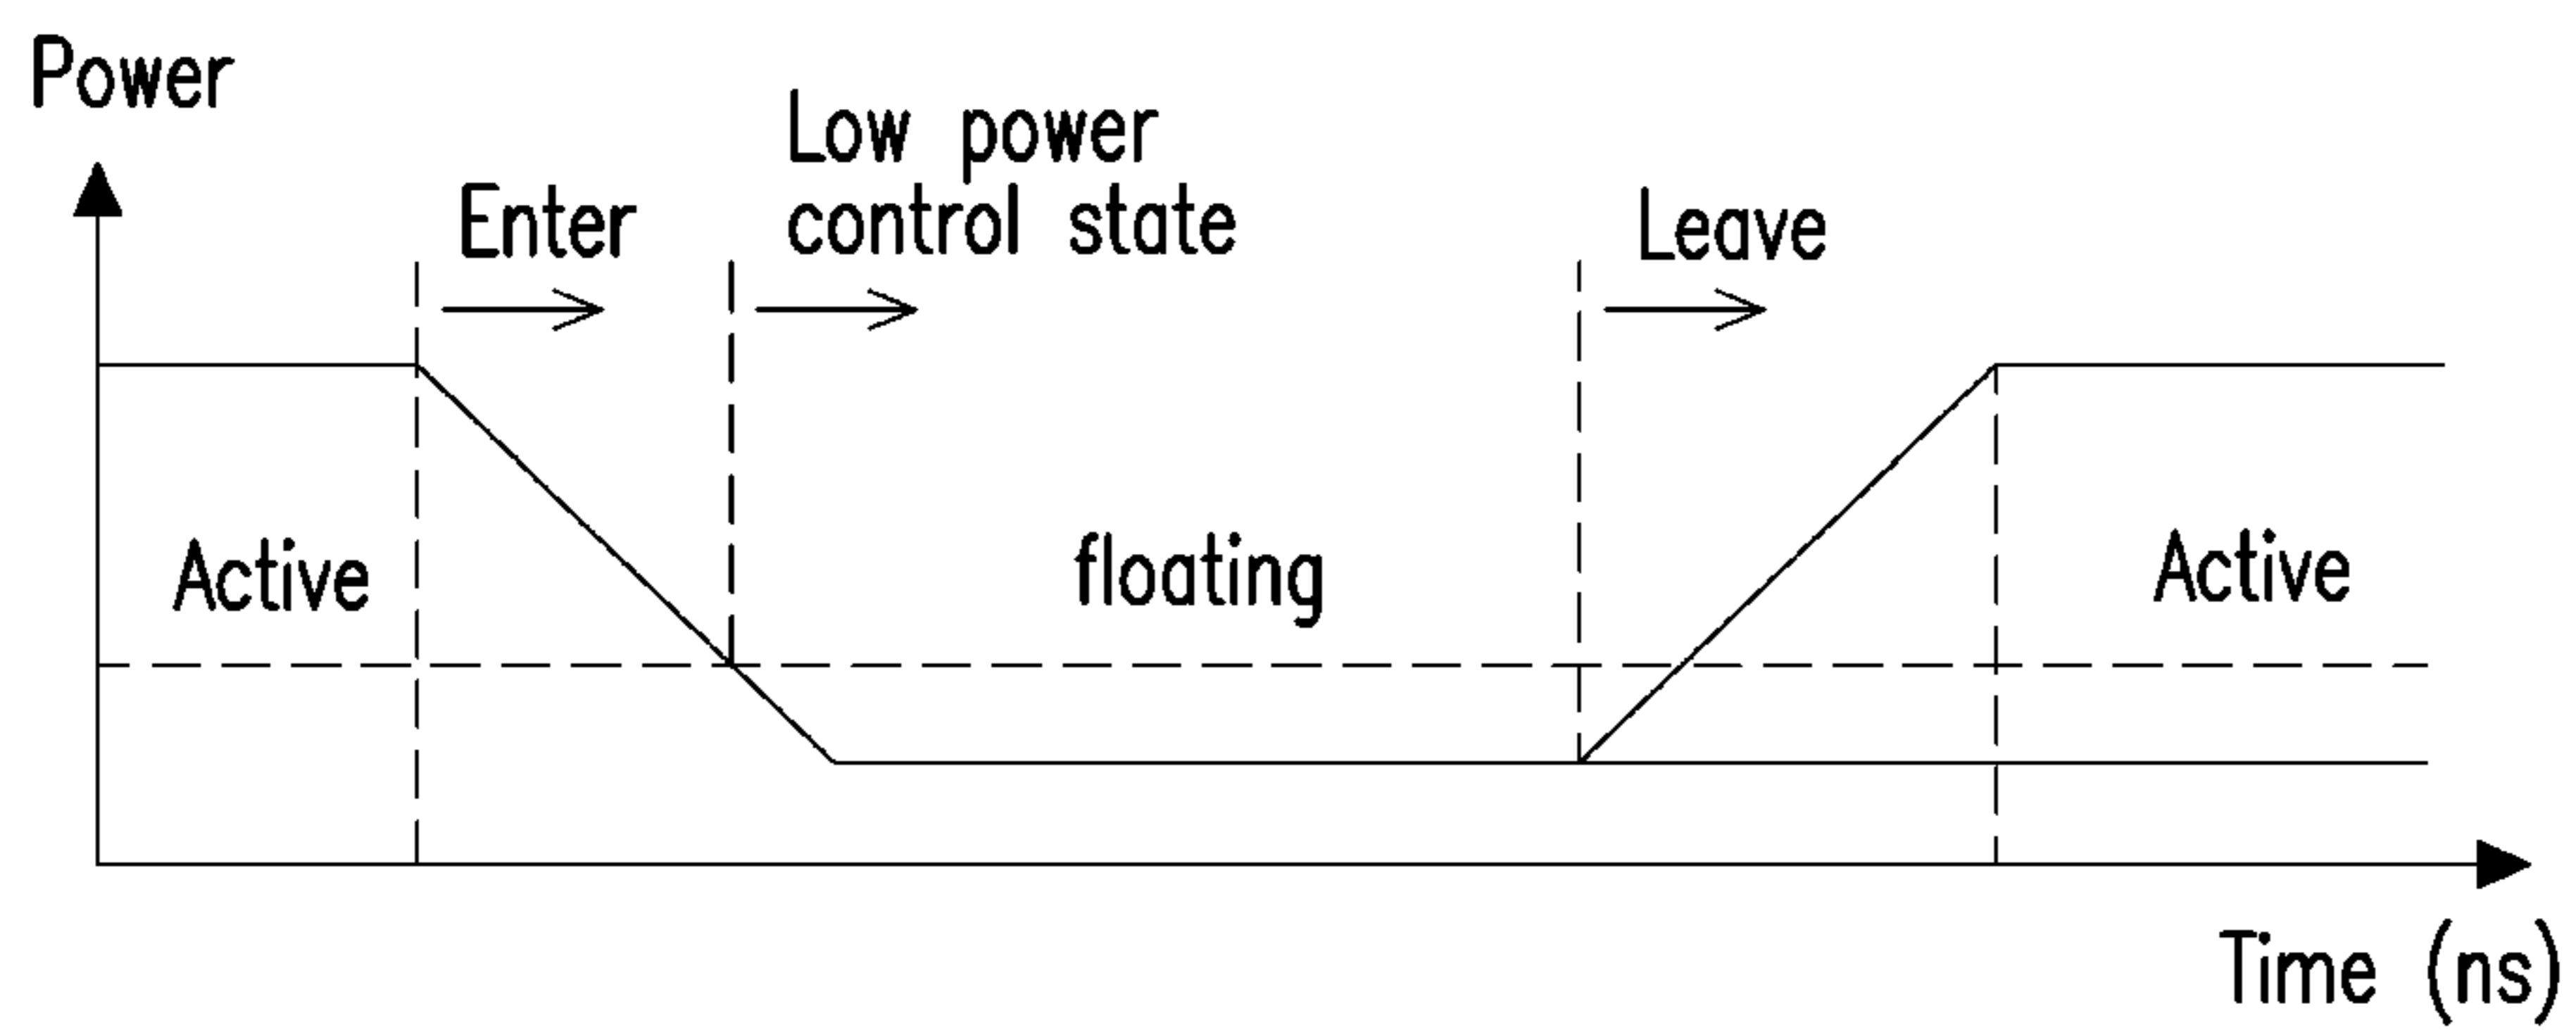 Power
Enter
Low power
control state
Leave
Active
floating
Active
Time (ns)